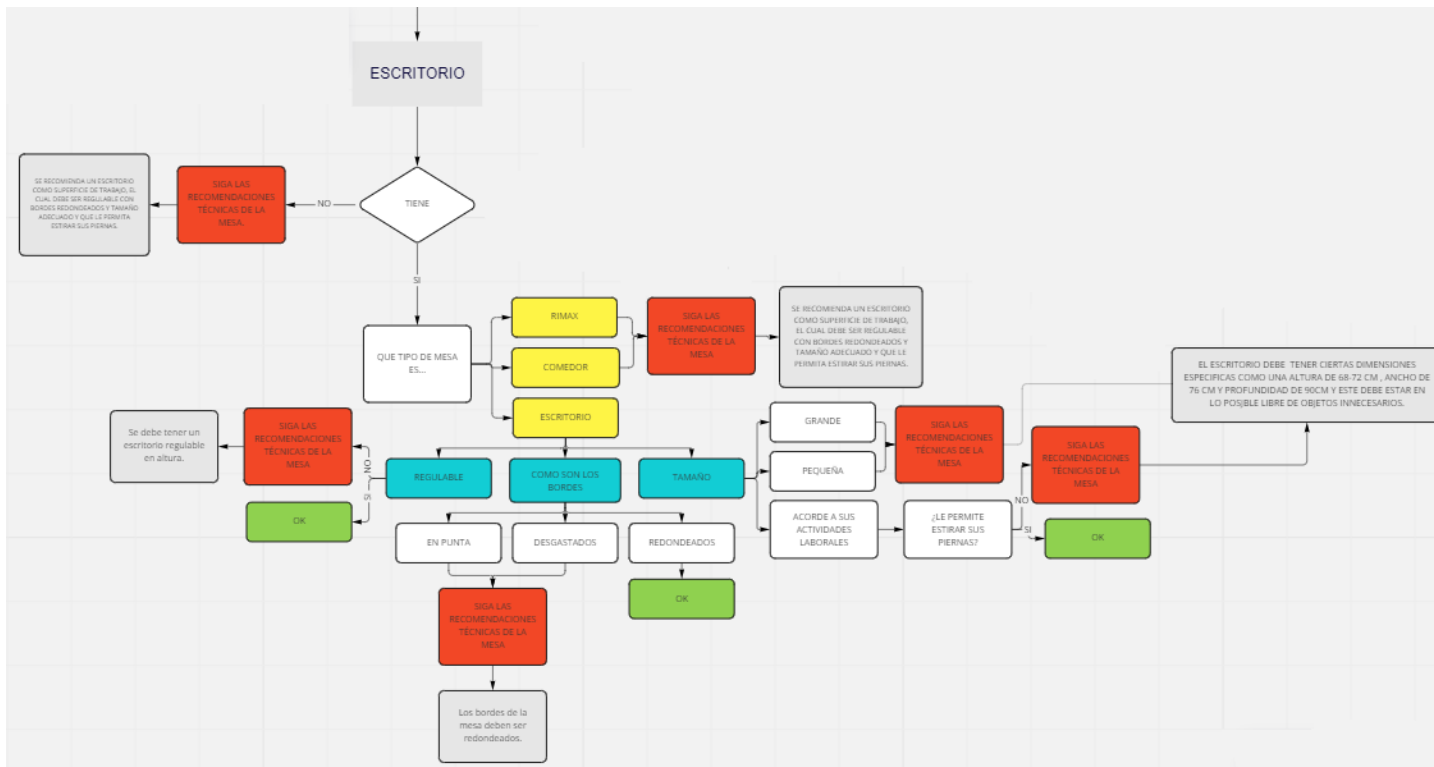 ESCRITORIO
TIENE
NO
SIGA LAS
RECOMENDACIONES
TÉCNICAS DE LA
MESA.
SE RECOMIENDA UN ESCRITORIO
COMO SUPERFICIE DE TRABAJO, EL
CUAL DEBE SER REGULABLE CON
BORDES REDONDEADOS Y TAMAÑO
ADECUADO Y QUE LE PERMITA
ESTIRAR SUS PIERNAS.
SI
QUE TIPO DE MESA
ES...
RIMAX
COMEDOR
ESCRITORIO
SIGA LAS
RECOMENDACIONES
TÉCNICAS DE LA
MESA
SE RECOMIENDA UN ESCRITORIO
COMO SUPERFICIE DE TRABAJO,
EL CUAL DEBE SER REGULABLE
CON BORDES REDONDEADOS Y
TAMAÑO ADECUADO Y QUE LE
PERMITA ESTIRAR SUS PIERNAS.
REGULABLE
NO
SIGA LAS
RECOMENDACIONES
TÉCNICAS DE LA
MESA
Se debe tener un
escritorio regulable
en altura.
SI
OK
COMO SON LOS
BORDES
EN PUNTA
DESGASTADOS
REDONDEADOS
SIGA LAS
RECOMENDACIONES
TÉCNICAS DE LA
MESA
Los bordes de la
mesa deben ser
redondeados.
OK
TAMAÑO
GRANDE
PEQUEÑA
ACORDE A SUS
ACTIVIDADES
LABORALES
SIGA LAS
RECOMENDACIONES
TÉCNICAS DE LA
MESA
¿LE PERMITE
ESTIRAR SUS
PIERNAS?
NO
SIGA LAS
RECOMENDACIONES
TÉCNICAS DE LA
MESA
SI
OK
EL ESCRITORIO DEBE TENER CIERTAS DIMENSIONES
ESPECIFICAS COMO UNA ALTURA DE 68-72 CM , ANCHO DE
76 CM Y PROFUNDIDAD DE 90CM Y ESTE DEBE ESTAR EN
LO POSIBLE LIBRE DE OBJETOS INNECESARIOS.